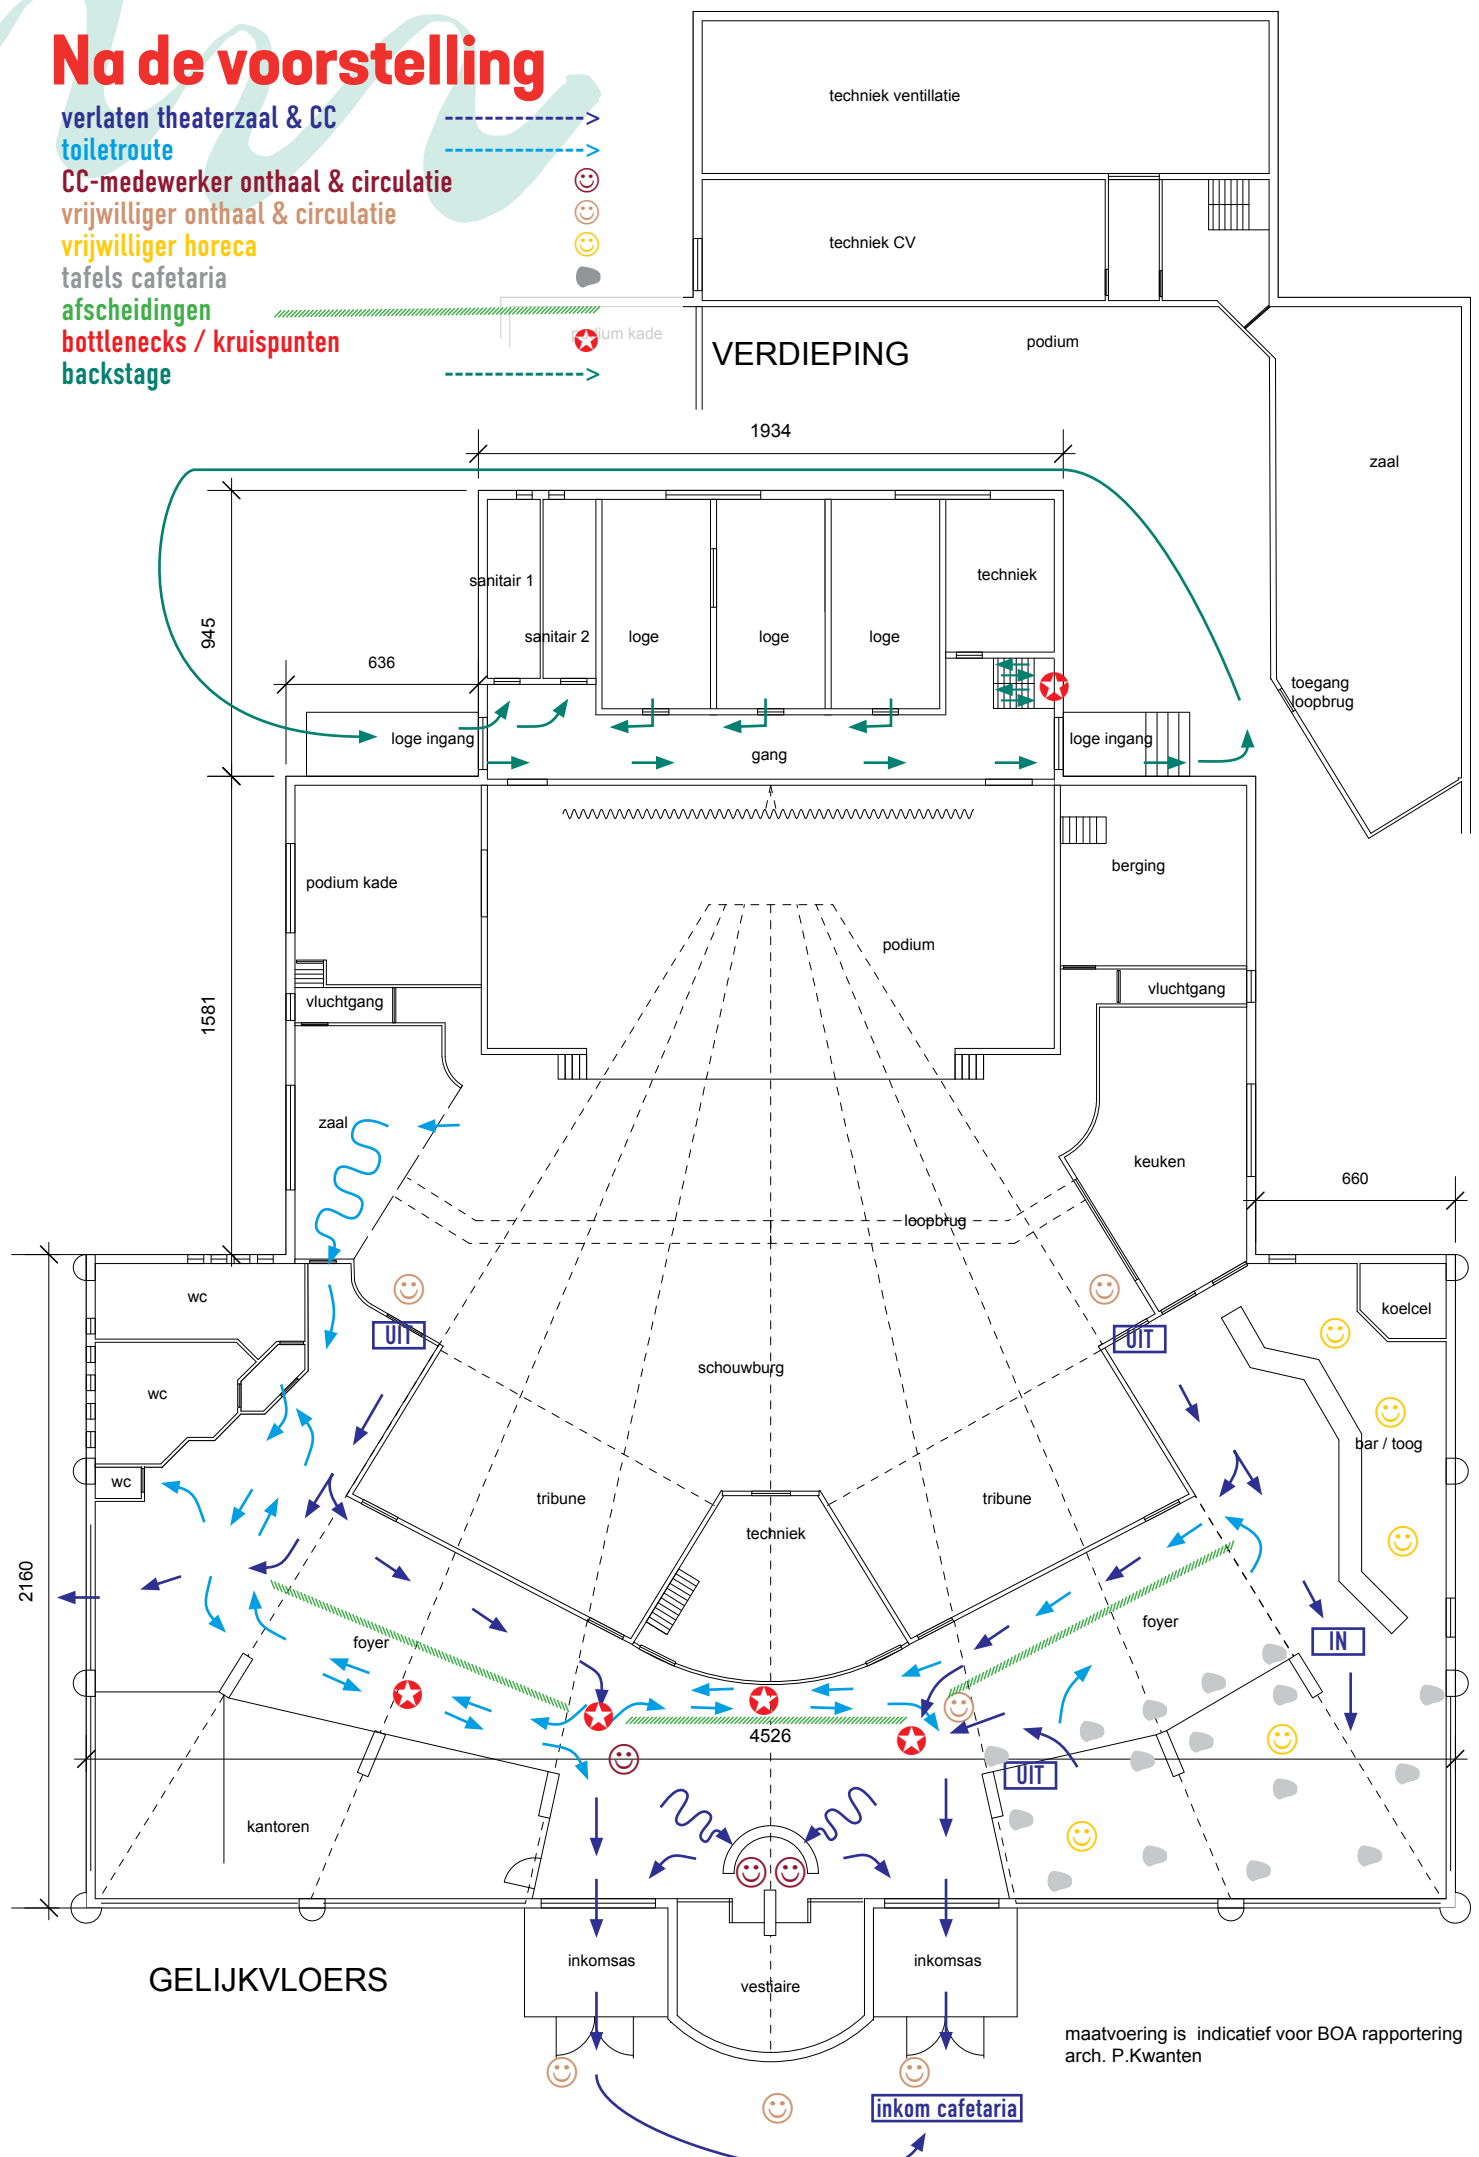 Na de voorstelling
verlaten theaterzaal & CC
toiletroute
CC-medewerker onthaal & circulatie
vrijwilliger onthaal & circulatie
vrijwilliger horeca
tafels cafetaria
afscheidingen
bottlenecks / kruispunten
backstage
techniek ventillatie
techniek CV
podium kade
VERDIEPING
podium
zaal
toegang
loopbrug
1934
945
636
sanitair 1
sanitair 2
loge
loge
loge
techniek
loge ingang
gang
loge ingang
podium kade
podium
berging
vluchtgang
vluchtgang
1581
zaal
keuken
loopbrug
660
wc
UIT
UIT
koelcel
schouwburg
wc
bar / toog
wc
tribune
techniek
tribune
2160
foyer
foyer
IN
4526
UIT
kantoren
inkomsas
inkomsas
vestiaire
GELIJKVLOERS
maatvoering is indicatief voor BOA rapportering
arch. P.Kwanten
inkom cafetaria